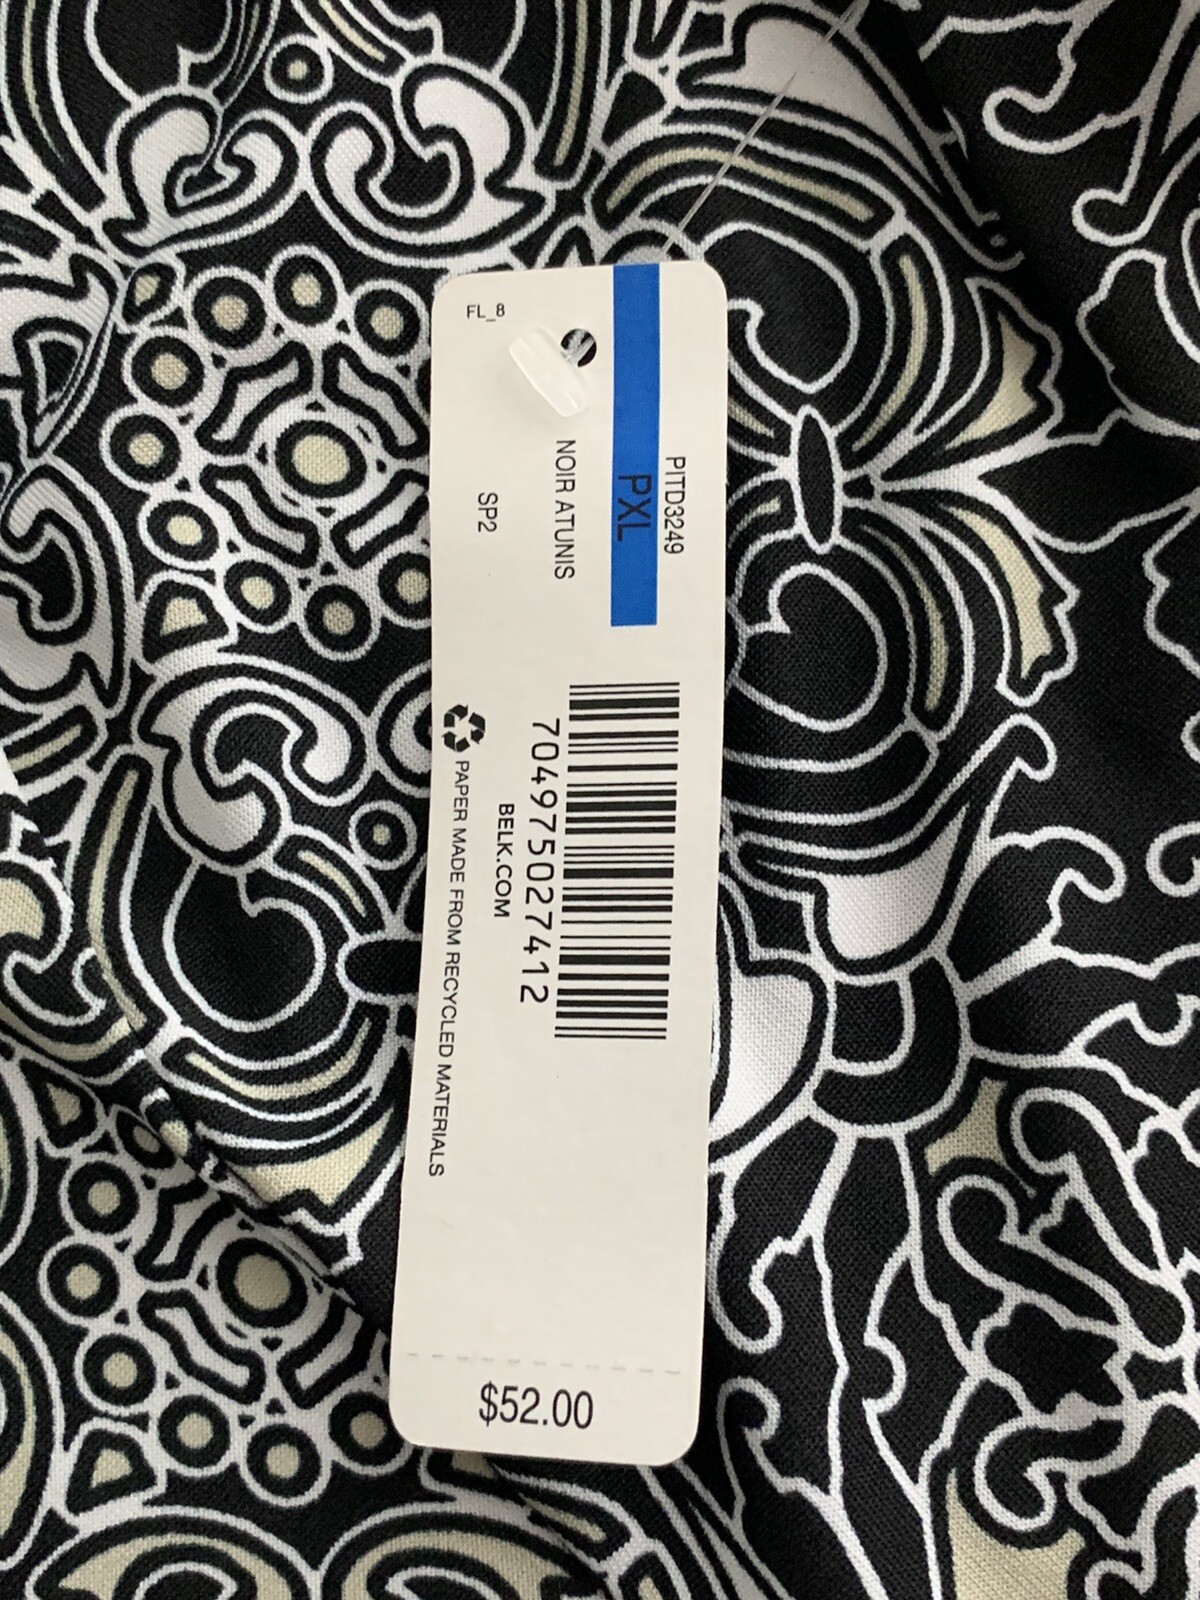 FL_8
PITD3249
PXL
NOIR ATUNIS
SP2
704975027412
BELK.COM
PAPER MADE FROM RECYCLED MATERIALS
$52.00